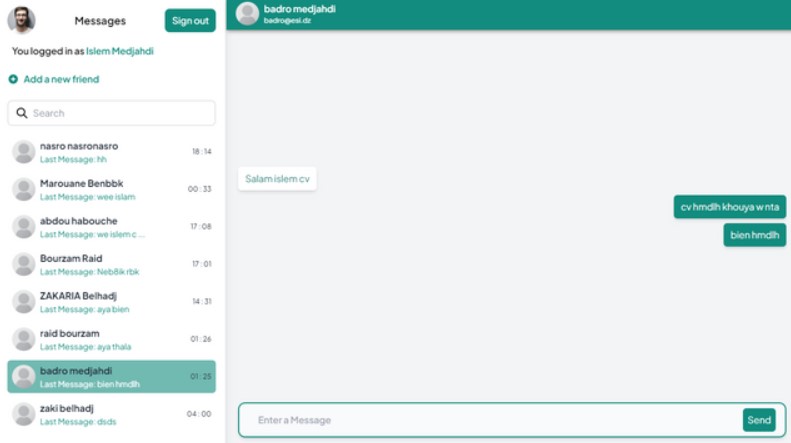 Messages
Sign out
You logged in as Islem Medjahdi
Add a new friend
Search
nasro nasronasro
Last Message: hh
18:14
Marouane Benbbk
Last Message: wee islam
00:33
abdou habouche
Last Message: we islem c ...
17:08
Bourzam Raid
Last Message: Neb8ik rbk
17:01
ZAKARIA Belhadj
Last Message: aya bien
14:31
raid bourzam
Last Message: aya thala
01:26
badro medjahdi
Last Message: bien hmdlh
01:25
zaki belhadj
Last Message: dsds
04:00
badro medjahdi
badro@esi.dz
Salam islem cv
cv hmdlh khouya w nta
bien hmdlh
Enter a Message
Send